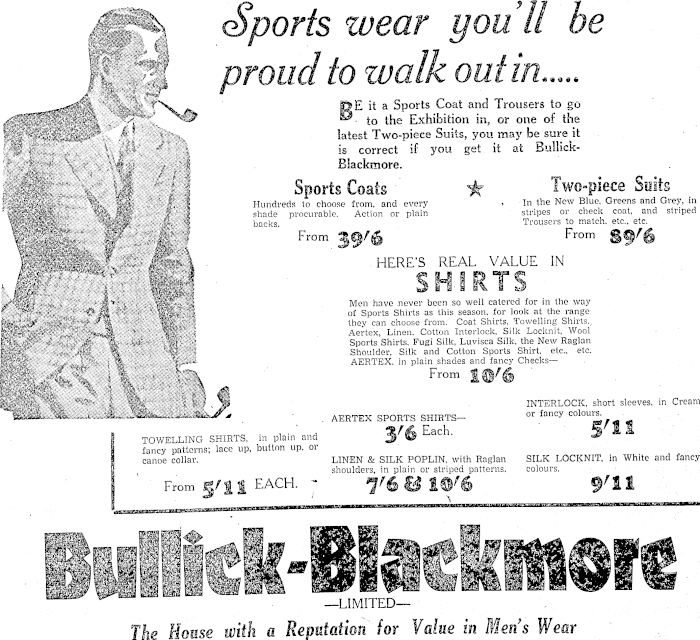 Sports wear you'll be
proud to walk out in.....
BE it a Sports Coat and Trousers to go
to the Exhibition in, or one of the
latest Two-piece Suits, you may be sure it
is correct if you get it at Bullick-
Blackmore.
Sports Coats
Hundreds to choose from, and every
shade procurable. Action or plain
backs.
From 39'6
Two-piece Suits
In the New Blue, Greens and Grey, in
stripes or check coat, and striped
Trousers to match, etc., etc.
From 89'6
HERE'S REAL VALUE IN
SHIRTS
Men have never been so well catered for in the way
of Sports Shirts as this season, for look at the range
they can choose from. Coat Shirts, Towelling Shirts,
Aertex, Linen, Cotton Interlock, Silk Locknit, Wool
Sports Shirts, Fugi Silk, Luvisca Silk, the New Raglan
Shoulder, Silk and Cotton Sports Shirt, etc., etc.
AERTEX, in plain shades and fancy Checks—
From 10'6
TOWELLING SHIRTS, in plain and
fancy patterns; lace up, button up, or
canoe collar.
From 5'11 EACH.
AERTEX SPORTS SHIRTS—
3'6 Each.
LINEN & SILK POPLIN, with Raglan
shoulders, in plain or striped patterns.
7'6 & 10'6
INTERLOCK, short sleeves, in Cream
or fancy colours.
5'11
SILK LOCKNIT, in White and fancy
colours.
9'11
Bullick-Blackmore
—LIMITED—
The House with a Reputation for Value in Men's Wear